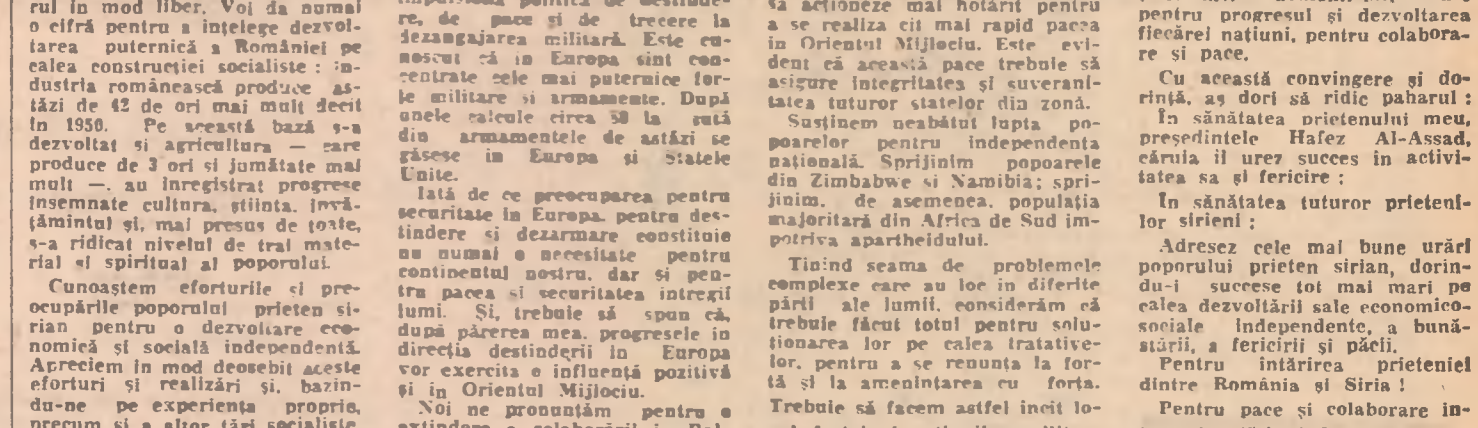 rul în mod liber. Voi da numai
o cifră pentru a înțelege dezvol-
tarea puternică a României pe
calea construcției socialiste : in-
dustria românească produce as-
tăzi de 42 de ori mai mult decît
în 1950. Pe această bază s-a
dezvoltat și agricultura — care
produce de 3 ori și jumătate mai
mult —, au înregistrat progrese
însemnate cultura, știința, învă-
țămîntul și, mai presus de toate,
s-a ridicat nivelul de trai mate-
rial și spiritual al poporului.
Cunoaștem eforturile și pre-
ocupările poporului prieten si-
rian pentru o dezvoltare eco-
nomică și socială independentă.
Apreciem în mod deosebit aceste
eforturi și realizări și, bazin-
du-ne pe experiența proprie,
precum și a altor țări socialiste,
re, de pace și de trecere la
dezangajarea militară. Este cu-
noscut că în Europa sînt con-
centrate cele mai puternice for-
țe militare și armamente. După
unele calcule circa 80 la sută
din armamentele de astăzi se
găsesc în Europa și Statele
Unite.
Iată de ce preocuparea pentru
securitate în Europa, pentru des-
tindere și dezarmare constituie
nu numai o necesitate pentru
continentul nostru, dar și pen-
tru pacea și securitatea întregii
lumi. Și, trebuie să spun că,
după părerea mea, progresele în
direcția destinderii în Europa
vor exercita o influență pozitivă
și în Orientul Mijlociu.
Noi ne pronunțăm pentru o
să acționeze mai hotărît pentru
a se realiza cît mai rapid pacea
în Orientul Mijlociu. Este evi-
dent că această pace trebuie să
asigure integritatea și suverani-
tatea tuturor statelor din zonă.
Susținem neabătut lupta po-
poarelor pentru independența
națională. Sprijinim popoarele
din Zimbabwe și Namibia; spri-
jinim, de asemenea, populația
majoritară din Africa de Sud îm-
potriva apartheidului.
Ținînd seama de problemele
complexe care au loc în diferite
părți ale lumii, considerăm că
trebuie făcut totul pentru solu-
ționarea lor pe calea tratative-
lor, pentru a se renunța la for-
ță și la amenințarea cu forța.
Trebuie să facem astfel încît lo-
pentru progresul și dezvoltarea
fiecărei națiuni, pentru colabora-
re și pace.
Cu această convingere și do-
rință, aș dori să ridic paharul :
În sănătatea prietenului meu,
președintele Hafez Al-Assad,
căruia îi urez succes în activi-
tatea sa și fericire ;
În sănătatea tuturor prieteni-
lor sirieni ;
Adresez cele mai bune urări
poporului prieten sirian, dorin-
du-i succese tot mai mari pe
calea dezvoltării sale economico-
sociale independente, a bună-
stării, a fericirii și păcii.
Pentru întărirea prieteniei
dintre România și Siria !
Pentru pace și colaborare in-